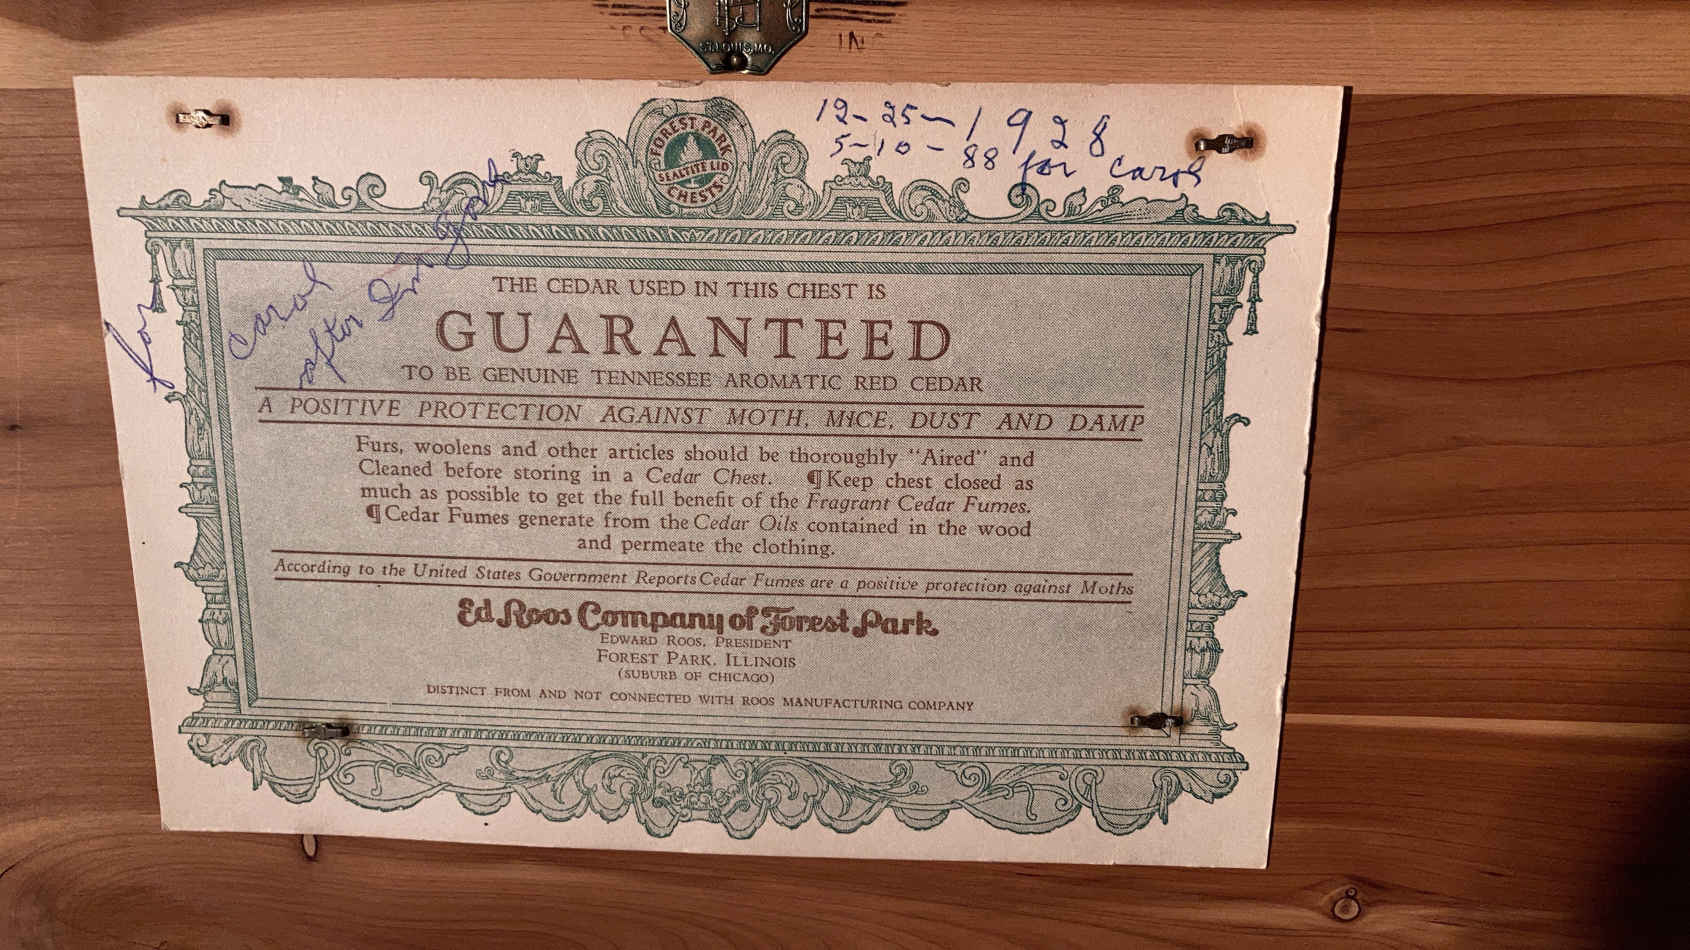 ST. LOUIS, MO.
12-25-1928
5-10-88 for Carol
FOREST PARK
SEALTITE LID
CHESTS
for
Carol
after I'm gone
THE CEDAR USED IN THIS CHEST IS
GUARANTEED
TO BE GENUINE TENNESSEE AROMATIC RED CEDAR
A POSITIVE PROTECTION AGAINST MOTH, MICE, DUST AND DAMP
Furs, woolens and other articles should be thoroughly "Aired" and
Cleaned before storing in a Cedar Chest. ¶ Keep chest closed as
much as possible to get the full benefit of the Fragrant Cedar Fumes.
¶ Cedar Fumes generate from the Cedar Oils contained in the wood
and permeate the clothing.
According to the United States Government Reports Cedar Fumes are a positive protection against Moths
Ed Roos Company of Forest Park
EDWARD ROOS, PRESIDENT
FOREST PARK, ILLINOIS
(SUBURB OF CHICAGO)
DISTINCT FROM AND NOT CONNECTED WITH ROOS MANUFACTURING COMPANY